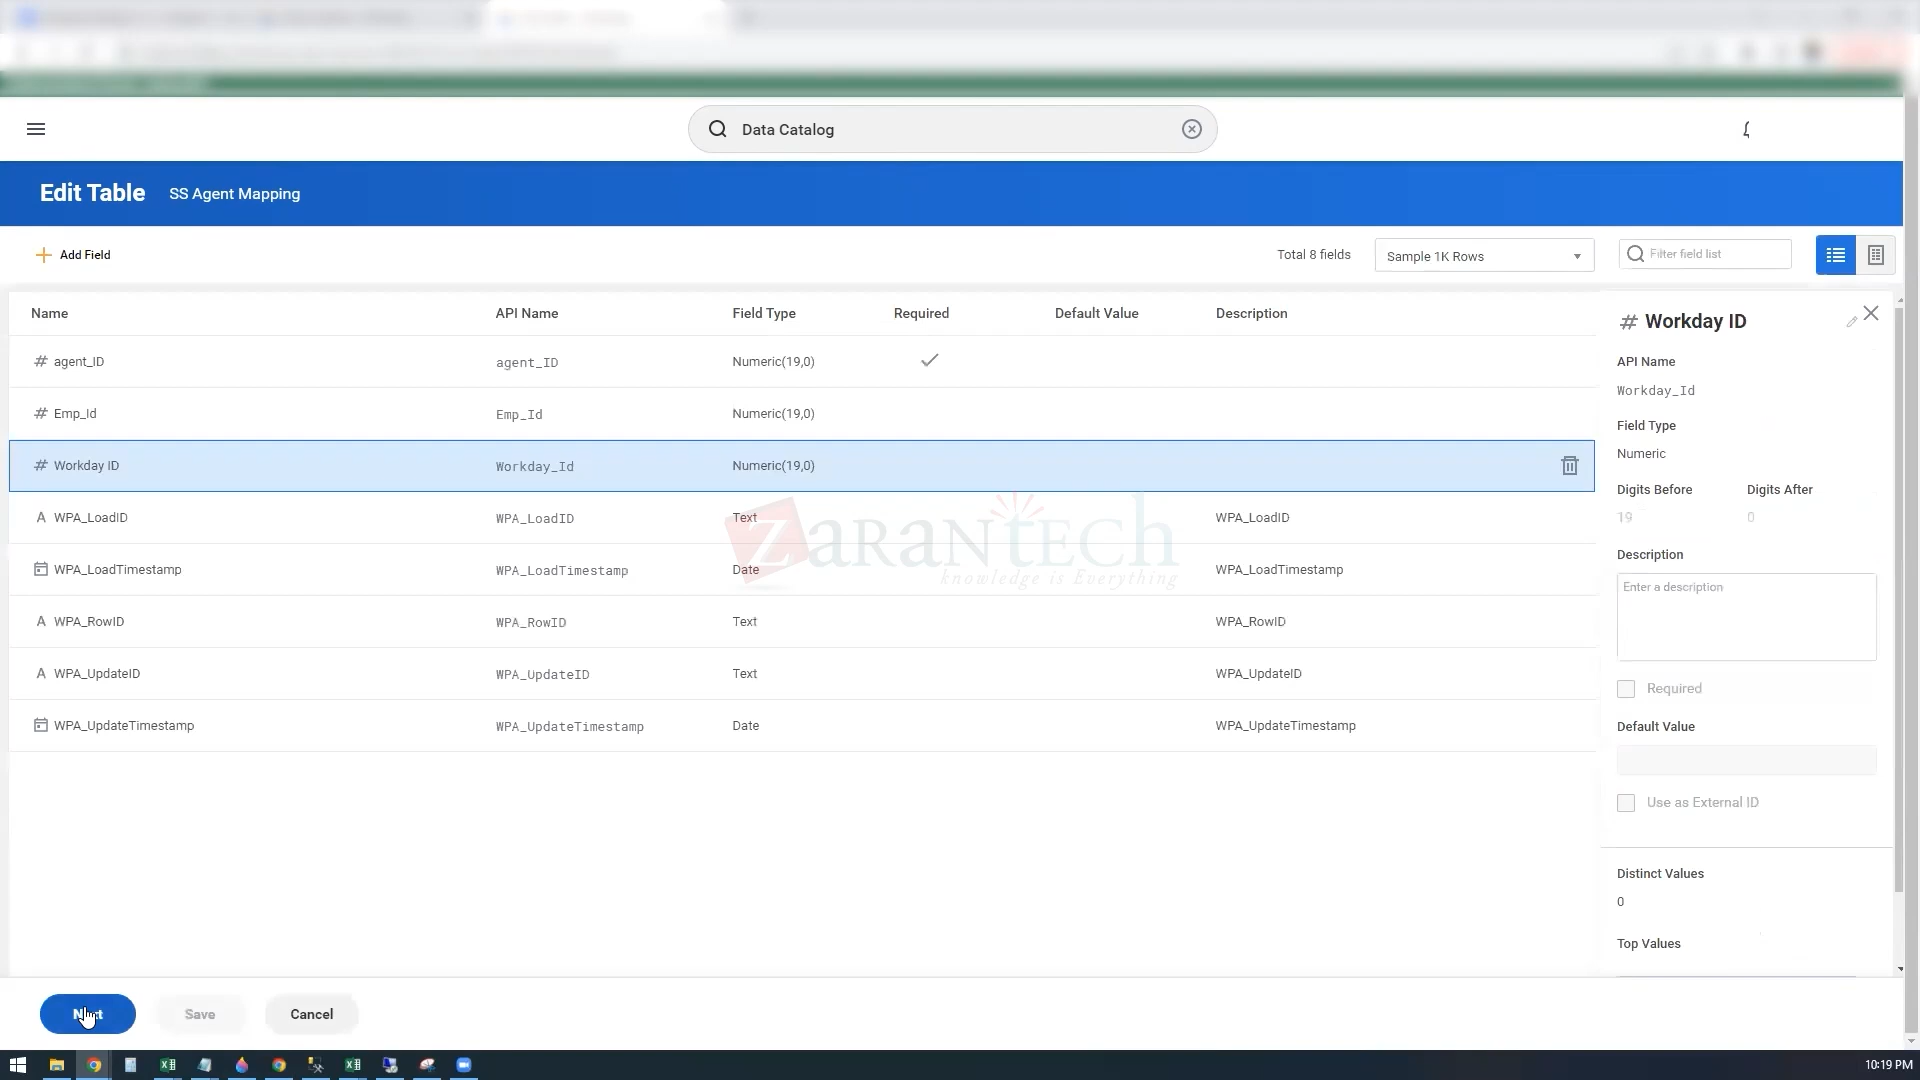 Data Catalog
Edit Table SS Agent Mapping
Add Field Total 8 fields Sample 1K Rows Filter field list
Name API Name Field Type Required Default Value Description
# agent_ID agent_ID Numeric(19,0)
# Emp_Id Emp_Id Numeric(19,0)
# Workday ID Workday_Id Numeric(19,0)
A WPA_LoadID WPA_LoadID Text WPA_LoadID
WPA_LoadTimestamp WPA_LoadTimestamp Date WPA_LoadTimestamp
A WPA_RowID WPA_RowID Text WPA_RowID
A WPA_UpdateID WPA_UpdateID Text WPA_UpdateID
WPA_UpdateTimestamp WPA_UpdateTimestamp Date WPA_UpdateTimestamp
ZaranTech
knowledge is Everything
# Workday ID
API Name
Workday_Id
Field Type
Numeric
Digits Before Digits After
19 0
Description
Enter a description
Required
Default Value
Use as External ID
Distinct Values
0
Top Values
Next Save Cancel
10:19 PM